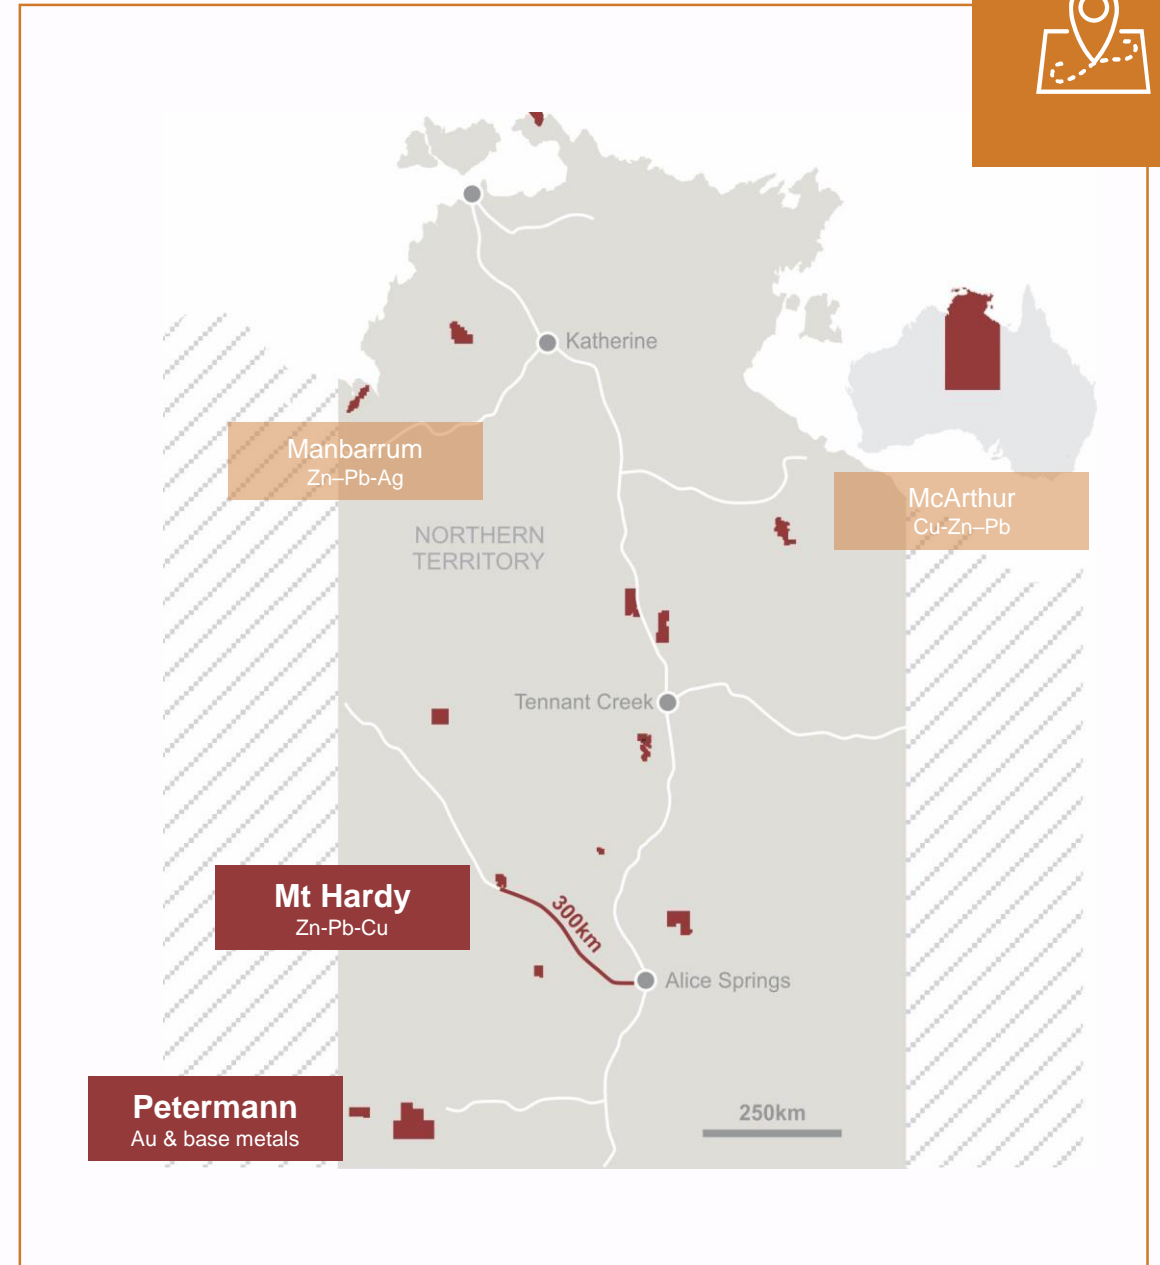 Katherine
Manbarrum
Zn–Pb-Ag
McArthur
Cu-Zn–Pb
NORTHERN
TERRITORY
Tennant Creek
Mt Hardy
Zn-Pb-Cu
300km
Alice Springs
Petermann
Au & base metals
250km